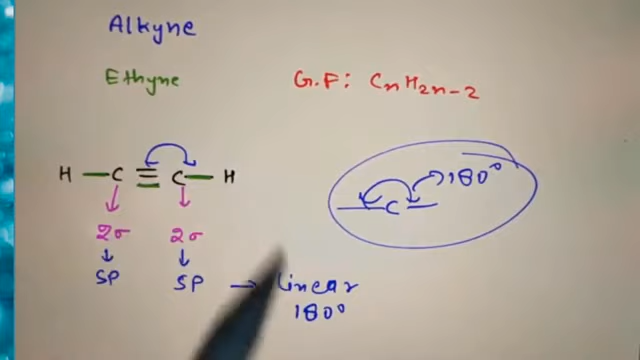 Alkyne
Ethyne
G.F: CnH2n-2
H - C ≡ C - H
180°
- C =
2σ 2σ
↓ ↓
SP SP → Linear
180°